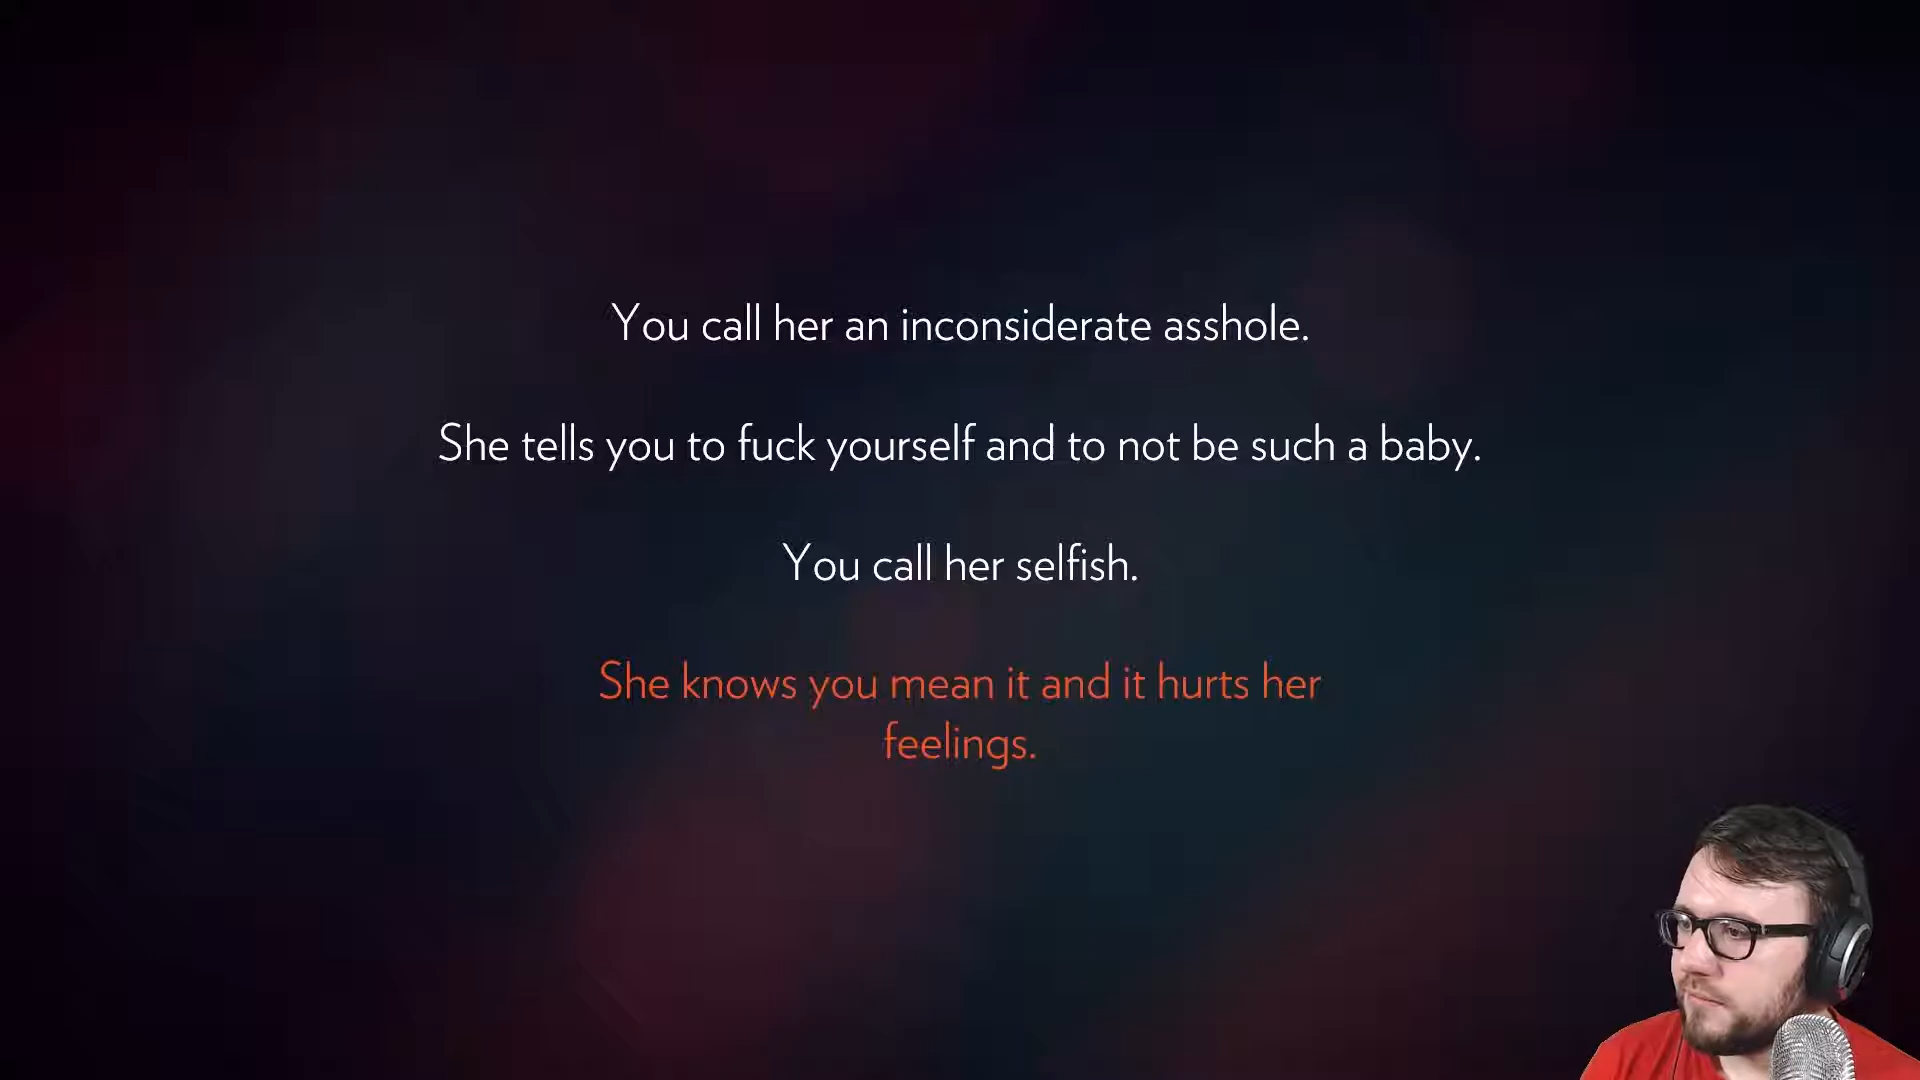 You call her an inconsiderate asshole.
She tells you to fuck yourself and to not be such a baby.
You call her selfish.
She knows you mean it and it hurts her
feelings.